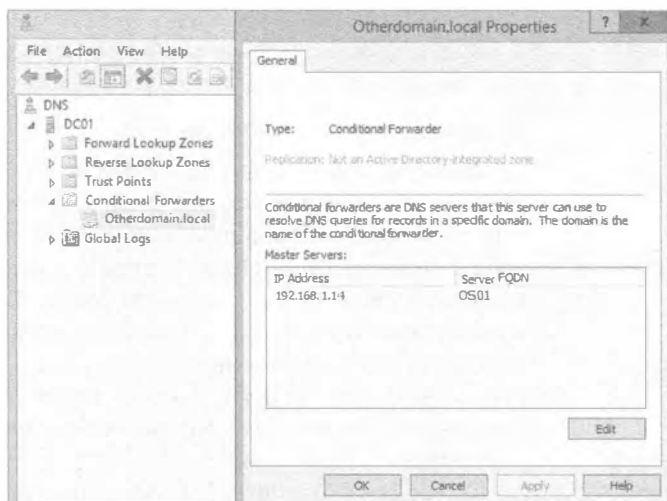 Otherdomain.local Properties
? x
File Action View Help
General
DNS
DC01
Forward Lookup Zones
Reverse Lookup Zones
Trust Points
Conditional Forwarders
Otherdomain.local
Global Logs
Type: Conditional Forwarder
Replication: Not an Active Directory-integrated zone
Conditional forwarders are DNS servers that this server can use to
resolve DNS queries for records in a specific domain. The domain is the
name of the conditional forwarder.
Master Servers:
IP Address Server FQDN
192.168.1.14 OS01
Edit
OK Cancel Apply Help